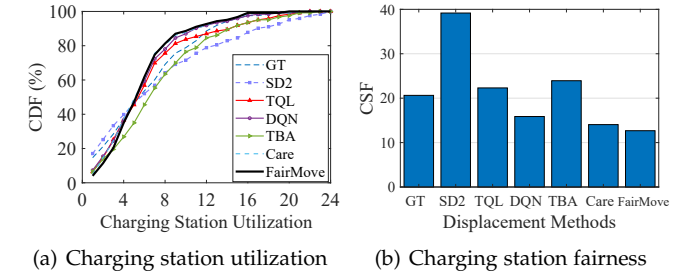 100
80
60
40
20
0
CDF (%)
GT
SD2
TQL
DQN
TBA
Care
FairMove
0 4 8 12 16 20 24
Charging Station Utilization
(a) Charging station utilization
40
30
20
10
0
CSF
GT SD2 TQL DQN TBA Care FairMove
Displacement Methods
(b) Charging station fairness